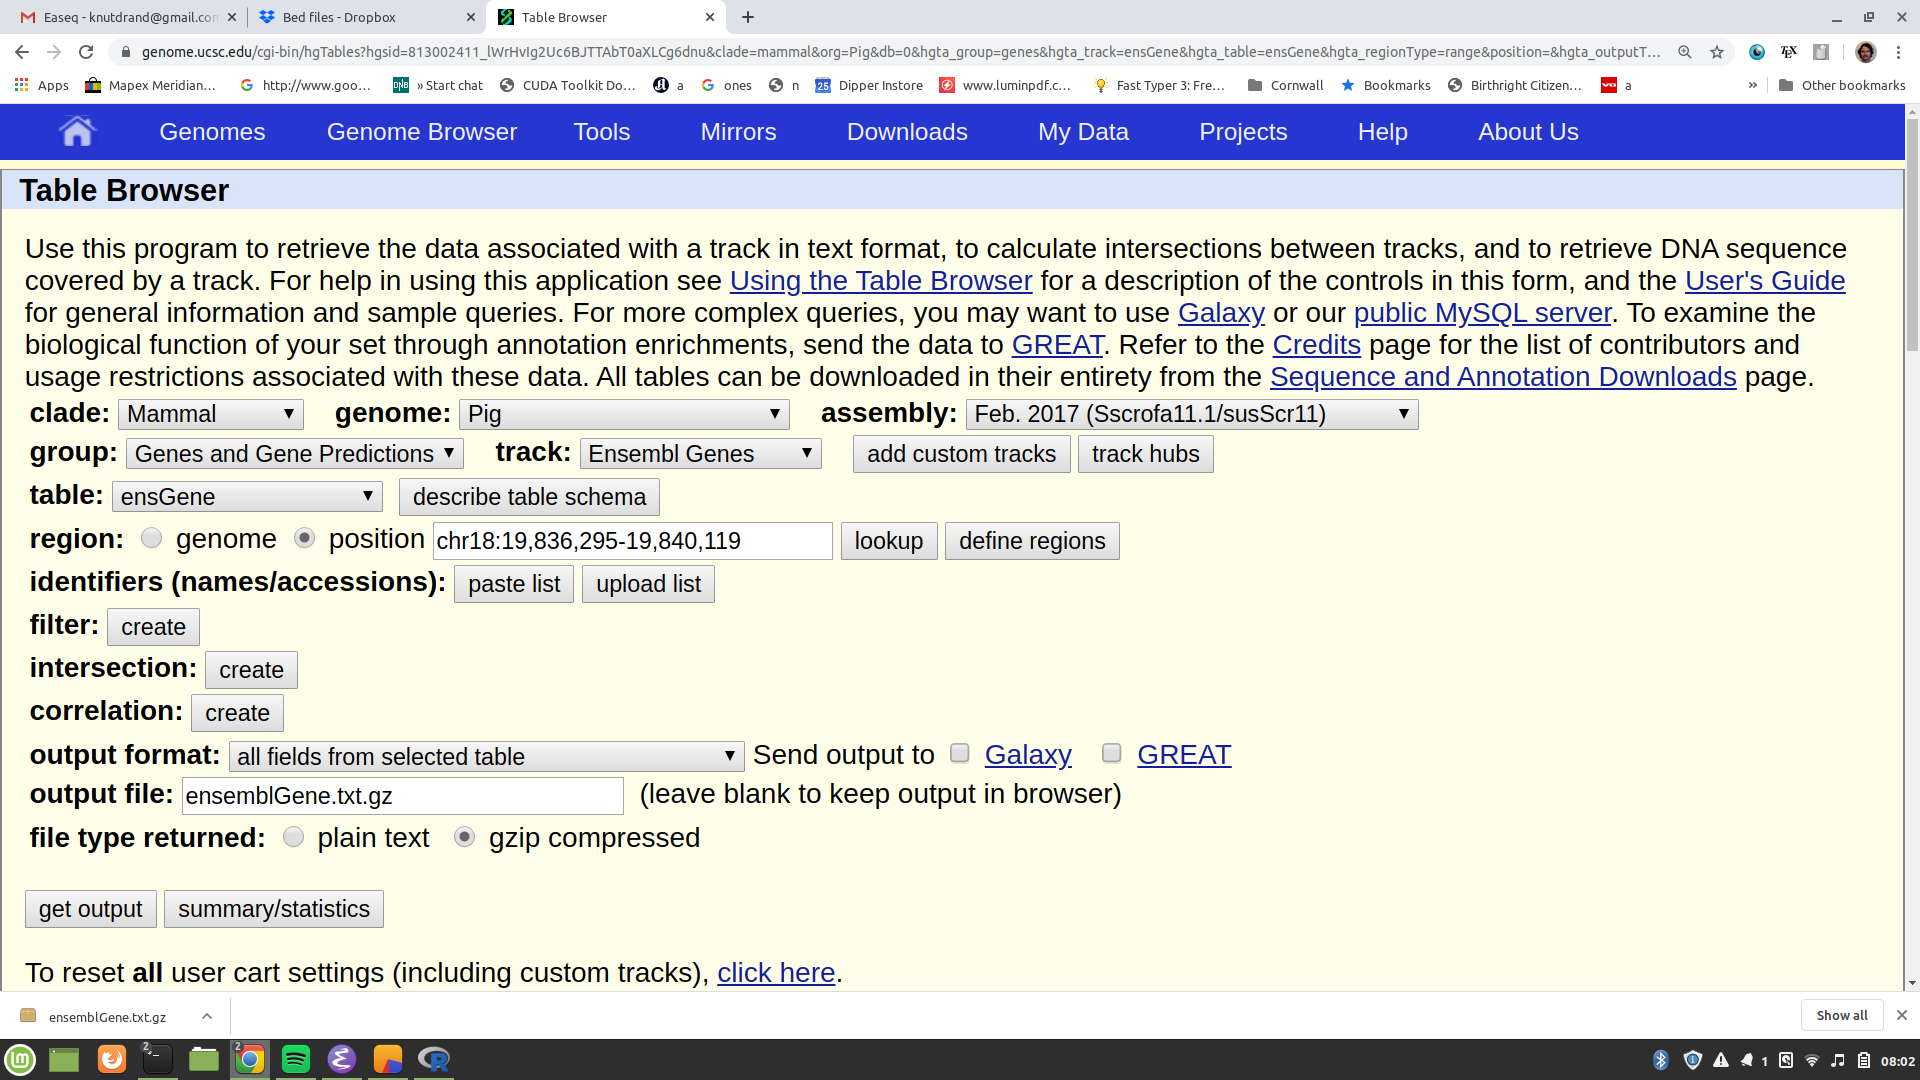 Easeq - knutdrand@gmail.com
Bed files - Dropbox
Table Browser
genome.ucsc.edu/cgi-bin/hgTables?hgsid=813002411_lWrHvIg2Uc6BJTTAbT0aXLCg6dnu&clade=mammal&org=Pig&db=0&hgta_group=genes&hgta_track=ensGene&hgta_table=ensGene&hgta_regionType=range&position=&hgta_outputT...
Apps Mapex Meridian... http://www.goo... » Start chat CUDA Toolkit Do... a ones n Dipper Instore www.luminpdf.c... Fast Typer 3: Fre... Cornwall Bookmarks Birthright Citizen... a » Other bookmarks
Genomes Genome Browser Tools Mirrors Downloads My Data Projects Help About Us
Table Browser
Use this program to retrieve the data associated with a track in text format, to calculate intersections between tracks, and to retrieve DNA sequence
covered by a track. For help in using this application see Using the Table Browser for a description of the controls in this form, and the User's Guide
for general information and sample queries. For more complex queries, you may want to use Galaxy or our public MySQL server. To examine the
biological function of your set through annotation enrichments, send the data to GREAT. Refer to the Credits page for the list of contributors and
usage restrictions associated with these data. All tables can be downloaded in their entirety from the Sequence and Annotation Downloads page.
clade: Mammal genome: Pig assembly: Feb. 2017 (Sscrofa11.1/susScr11)
group: Genes and Gene Predictions track: Ensembl Genes add custom tracks track hubs
table: ensGene describe table schema
region: genome position chr18:19,836,295-19,840,119 lookup define regions
identifiers (names/accessions): paste list upload list
filter: create
intersection: create
correlation: create
output format: all fields from selected table Send output to Galaxy GREAT
output file: ensemblGene.txt.gz (leave blank to keep output in browser)
file type returned: plain text gzip compressed
get output summary/statistics
To reset all user cart settings (including custom tracks), click here.
ensemblGene.txt.gz Show all
2 2 1 08:02